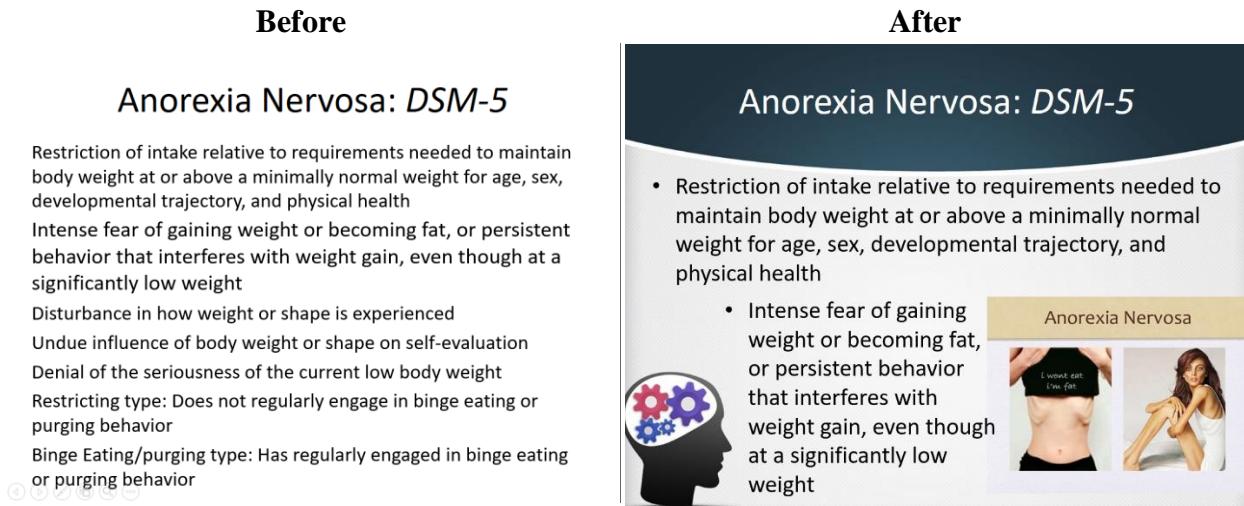 Before
Anorexia Nervosa: DSM-5
Restriction of intake relative to requirements needed to maintain
body weight at or above a minimally normal weight for age, sex,
developmental trajectory, and physical health
Intense fear of gaining weight or becoming fat, or persistent
behavior that interferes with weight gain, even though at a
significantly low weight
Disturbance in how weight or shape is experienced
Undue influence of body weight or shape on self-evaluation
Denial of the seriousness of the current low body weight
Restricting type: Does not regularly engage in binge eating or
purging behavior
Binge Eating/purging type: Has regularly engaged in binge eating
or purging behavior
After
Anorexia Nervosa: DSM-5
• Restriction of intake relative to requirements needed to
maintain body weight at or above a minimally normal
weight for age, sex, developmental trajectory, and
physical health
• Intense fear of gaining
weight or becoming fat,
or persistent behavior
that interferes with
weight gain, even though
at a significantly low
weight
Anorexia Nervosa
i wont eat
i'm fat